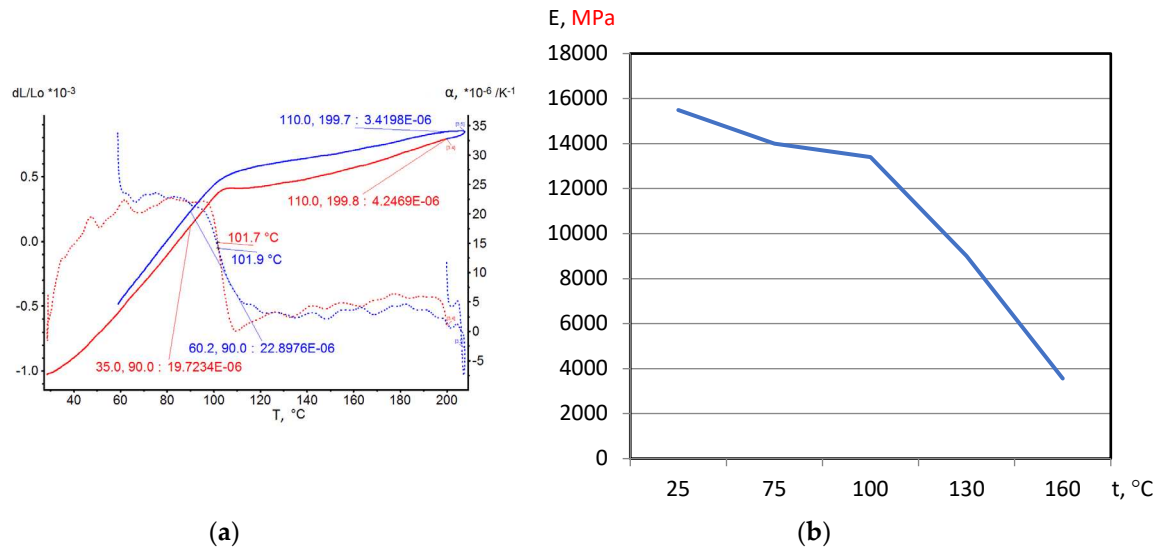 dL/Lo *10⁻³
α, *10⁻⁶ /K⁻¹
110.0, 199.7 : 3.4198E-06
110.0, 199.8 : 4.2469E-06
101.7 °C
101.9 °C
60.2, 90.0 : 22.8976E-06
35.0, 90.0 : 19.7234E-06
0.5
0.0
-0.5
-1.0
35
30
25
20
15
10
5
0
-5
40 60 80 100 120 140 160 180 200
T, °C
(a)
E, MPa
18000
16000
14000
12000
10000
8000
6000
4000
2000
0
25 75 100 130 160 t, °C
(b)